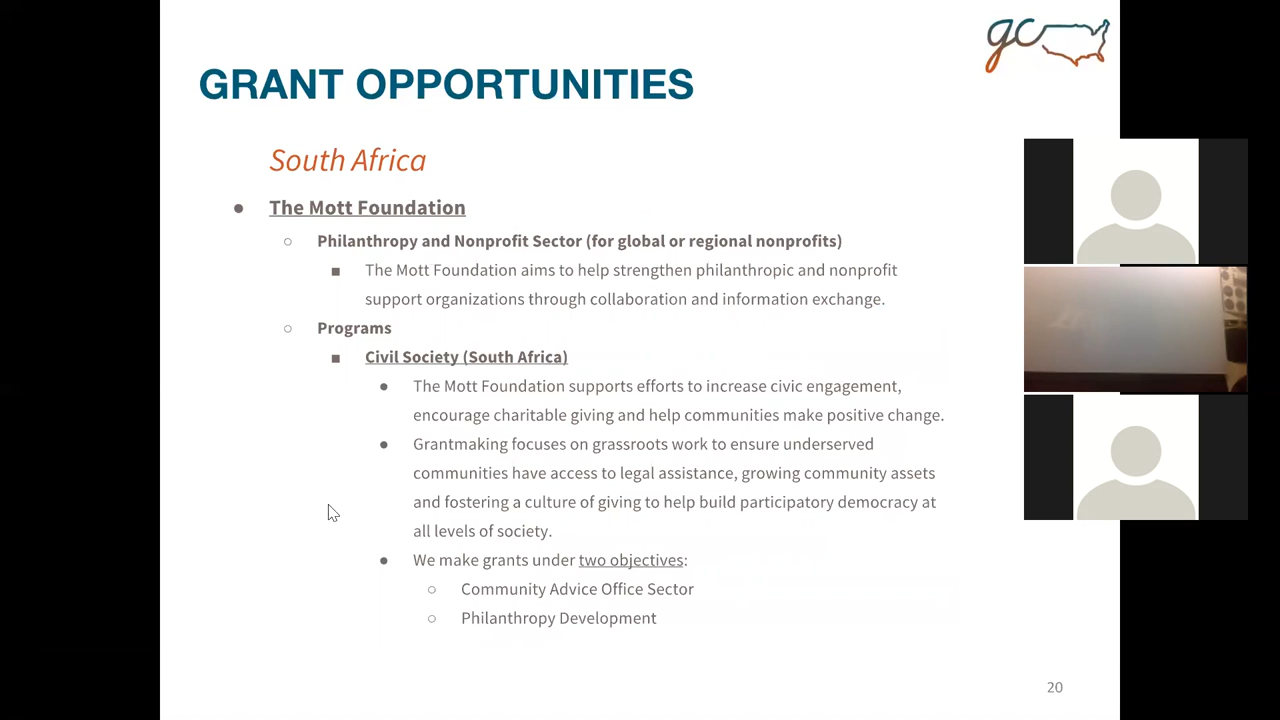 gc
GRANT OPPORTUNITIES
South Africa
● The Mott Foundation
○ Philanthropy and Nonprofit Sector (for global or regional nonprofits)
■ The Mott Foundation aims to help strengthen philanthropic and nonprofit
support organizations through collaboration and information exchange.
○ Programs
■ Civil Society (South Africa)
● The Mott Foundation supports efforts to increase civic engagement,
encourage charitable giving and help communities make positive change.
● Grantmaking focuses on grassroots work to ensure underserved
communities have access to legal assistance, growing community assets
and fostering a culture of giving to help build participatory democracy at
all levels of society.
● We make grants under two objectives:
○ Community Advice Office Sector
○ Philanthropy Development
20